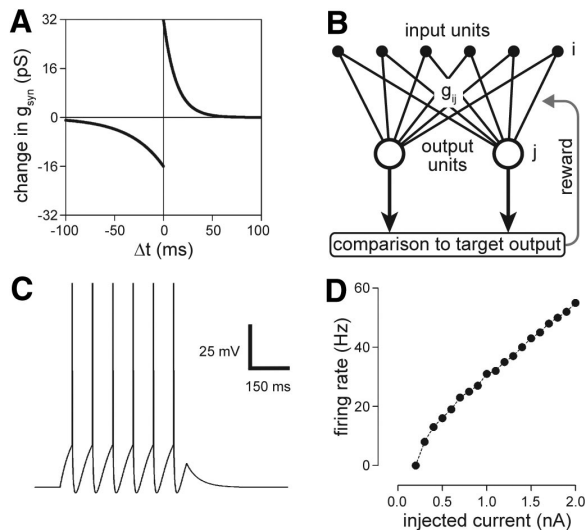 A
change in gsyn (pS)
32
16
0
-16
-32
-100
-50
0
50
100
Δt (ms)
B
input units
i
gij
output
units
j
reward
comparison to target output
C
25 mV
150 ms
D
firing rate (Hz)
60
40
20
0
0.0
0.5
1.0
1.5
2.0
injected current (nA)